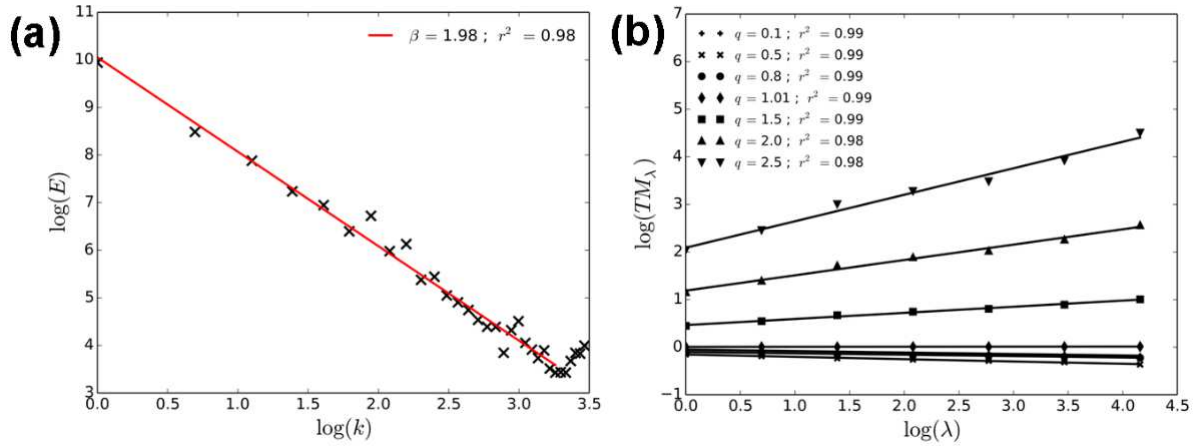 (a)
β = 1.98 ; r² = 0.98
11
10
9
8
7
6
5
4
3
log(E)
0.0 0.5 1.0 1.5 2.0 2.5 3.0 3.5
log(k)
(b)
q = 0.1 ; r² = 0.99
q = 0.5 ; r² = 0.99
q = 0.8 ; r² = 0.99
q = 1.01 ; r² = 0.99
q = 1.5 ; r² = 0.99
q = 2.0 ; r² = 0.98
q = 2.5 ; r² = 0.98
7
6
5
4
3
2
1
0
−1
log(TM_λ)
0.0 0.5 1.0 1.5 2.0 2.5 3.0 3.5 4.0 4.5
log(λ)